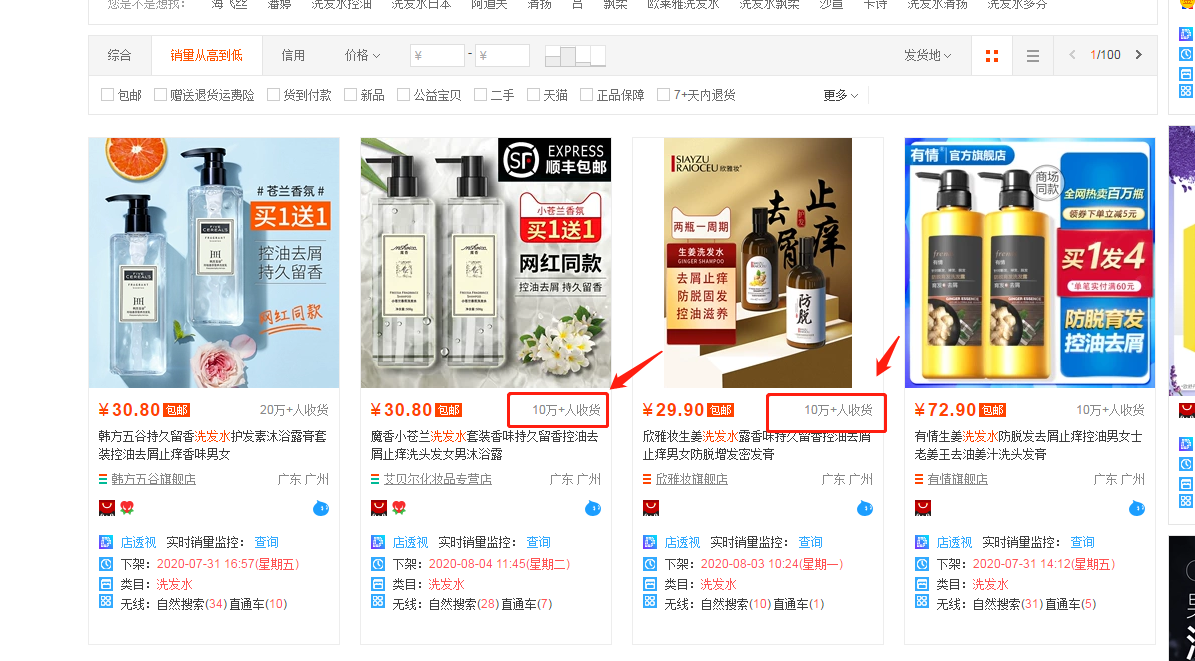 您是不是想找： 海飞丝 潘婷 洗发水控油 洗发水日本 阿道夫 清扬 吕 飘柔 欧莱雅洗发水 洗发水飘柔 沙宣 卡诗 洗发水清扬 洗发水多芬
综合 销量从高到低 信用 价格 ¥ - ¥ 发货地 1/100
包邮 赠送退货运费险 货到付款 新品 公益宝贝 二手 天猫 正品保障 7+天内退货 更多
# 苍兰香氛 #
买1送1
控油去屑
持久留香
网红同款
FIVE CEREALS
FRAGRANT
¥30.80 包邮 20万+人收货
韩方五谷持久留香洗发水护发素沐浴露膏套
装控油去屑止痒香味男女
韩方五谷旗舰店 广东 广州
店透视 实时销量监控： 查询
下架： 2020-07-31 16:57(星期五)
类目： 洗发水
无线： 自然搜索(34)直通车(10)
SF EXPRESS
顺丰包邮
小苍兰香氛
买1送1
网红同款
控油去屑 持久留香
¥30.80 包邮 10万+人收货
魔香小苍兰洗发水套装香味持久留香控油去
屑止痒洗头发女男沐浴露
艾贝尔化妆品专营店 广东 广州
店透视 实时销量监控： 查询
下架： 2020-08-04 11:45(星期二)
类目： 洗发水
无线： 自然搜索(28)直通车(7)
SIAYZU
RAIOCEU 欣雅妆
两瓶一周期
生姜洗发水
GINGER SHAMPOO
去屑止痒
防脱固发
控油滋养
去屑
止痒
防脱
¥29.90 包邮 10万+人收货
欣雅妆生姜洗发水露香味持久留香控油去屑
止痒男女防脱增发密发膏
欣雅妆旗舰店 广东 广州
店透视 实时销量监控： 查询
下架： 2020-08-03 10:24(星期一)
类目： 洗发水
无线： 自然搜索(10)直通车(1)
有情 官方旗舰店
商场
同款
全网热卖百万瓶
领券下单立减5元
买1发4
*单笔实付满60元
防脱育发
控油去屑
有情
GINGER ESSENCE
¥72.90 包邮 10万+人收货
有情生姜洗发水防脱发去屑止痒控油男女士
老姜王去油姜汁洗头发膏
有情旗舰店 广东 广州
店透视 实时销量监控： 查询
下架： 2020-07-31 14:12(星期五)
类目： 洗发水
无线： 自然搜索(31)直通车(5)